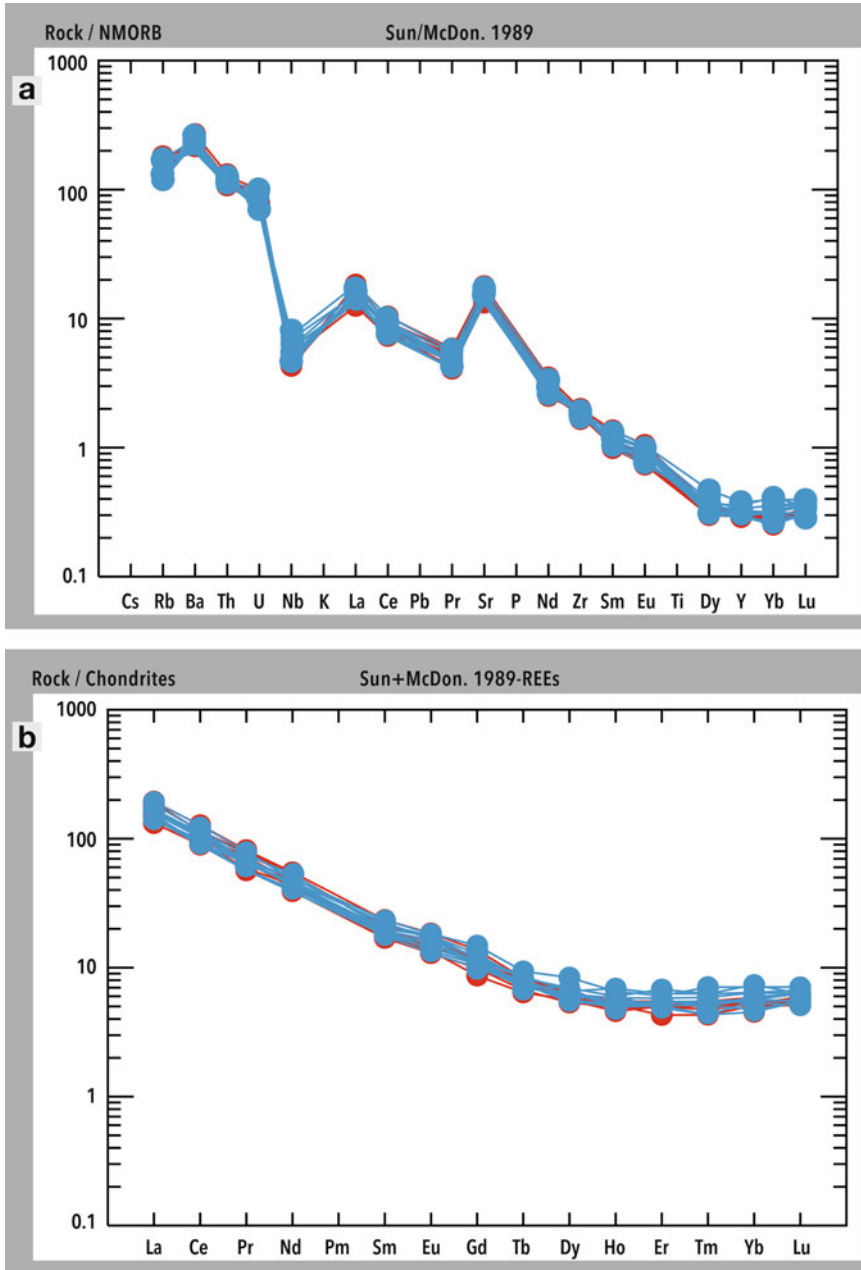 Rock / NMORB Sun/McDon. 1989
a
1000
100
10
1
0.1
Cs Rb Ba Th U Nb K La Ce Pb Pr Sr P Nd Zr Sm Eu Ti Dy Y Yb Lu
Rock / Chondrites Sun+McDon. 1989-REEs
b
1000
100
10
1
0.1
La Ce Pr Nd Pm Sm Eu Gd Tb Dy Ho Er Tm Yb Lu